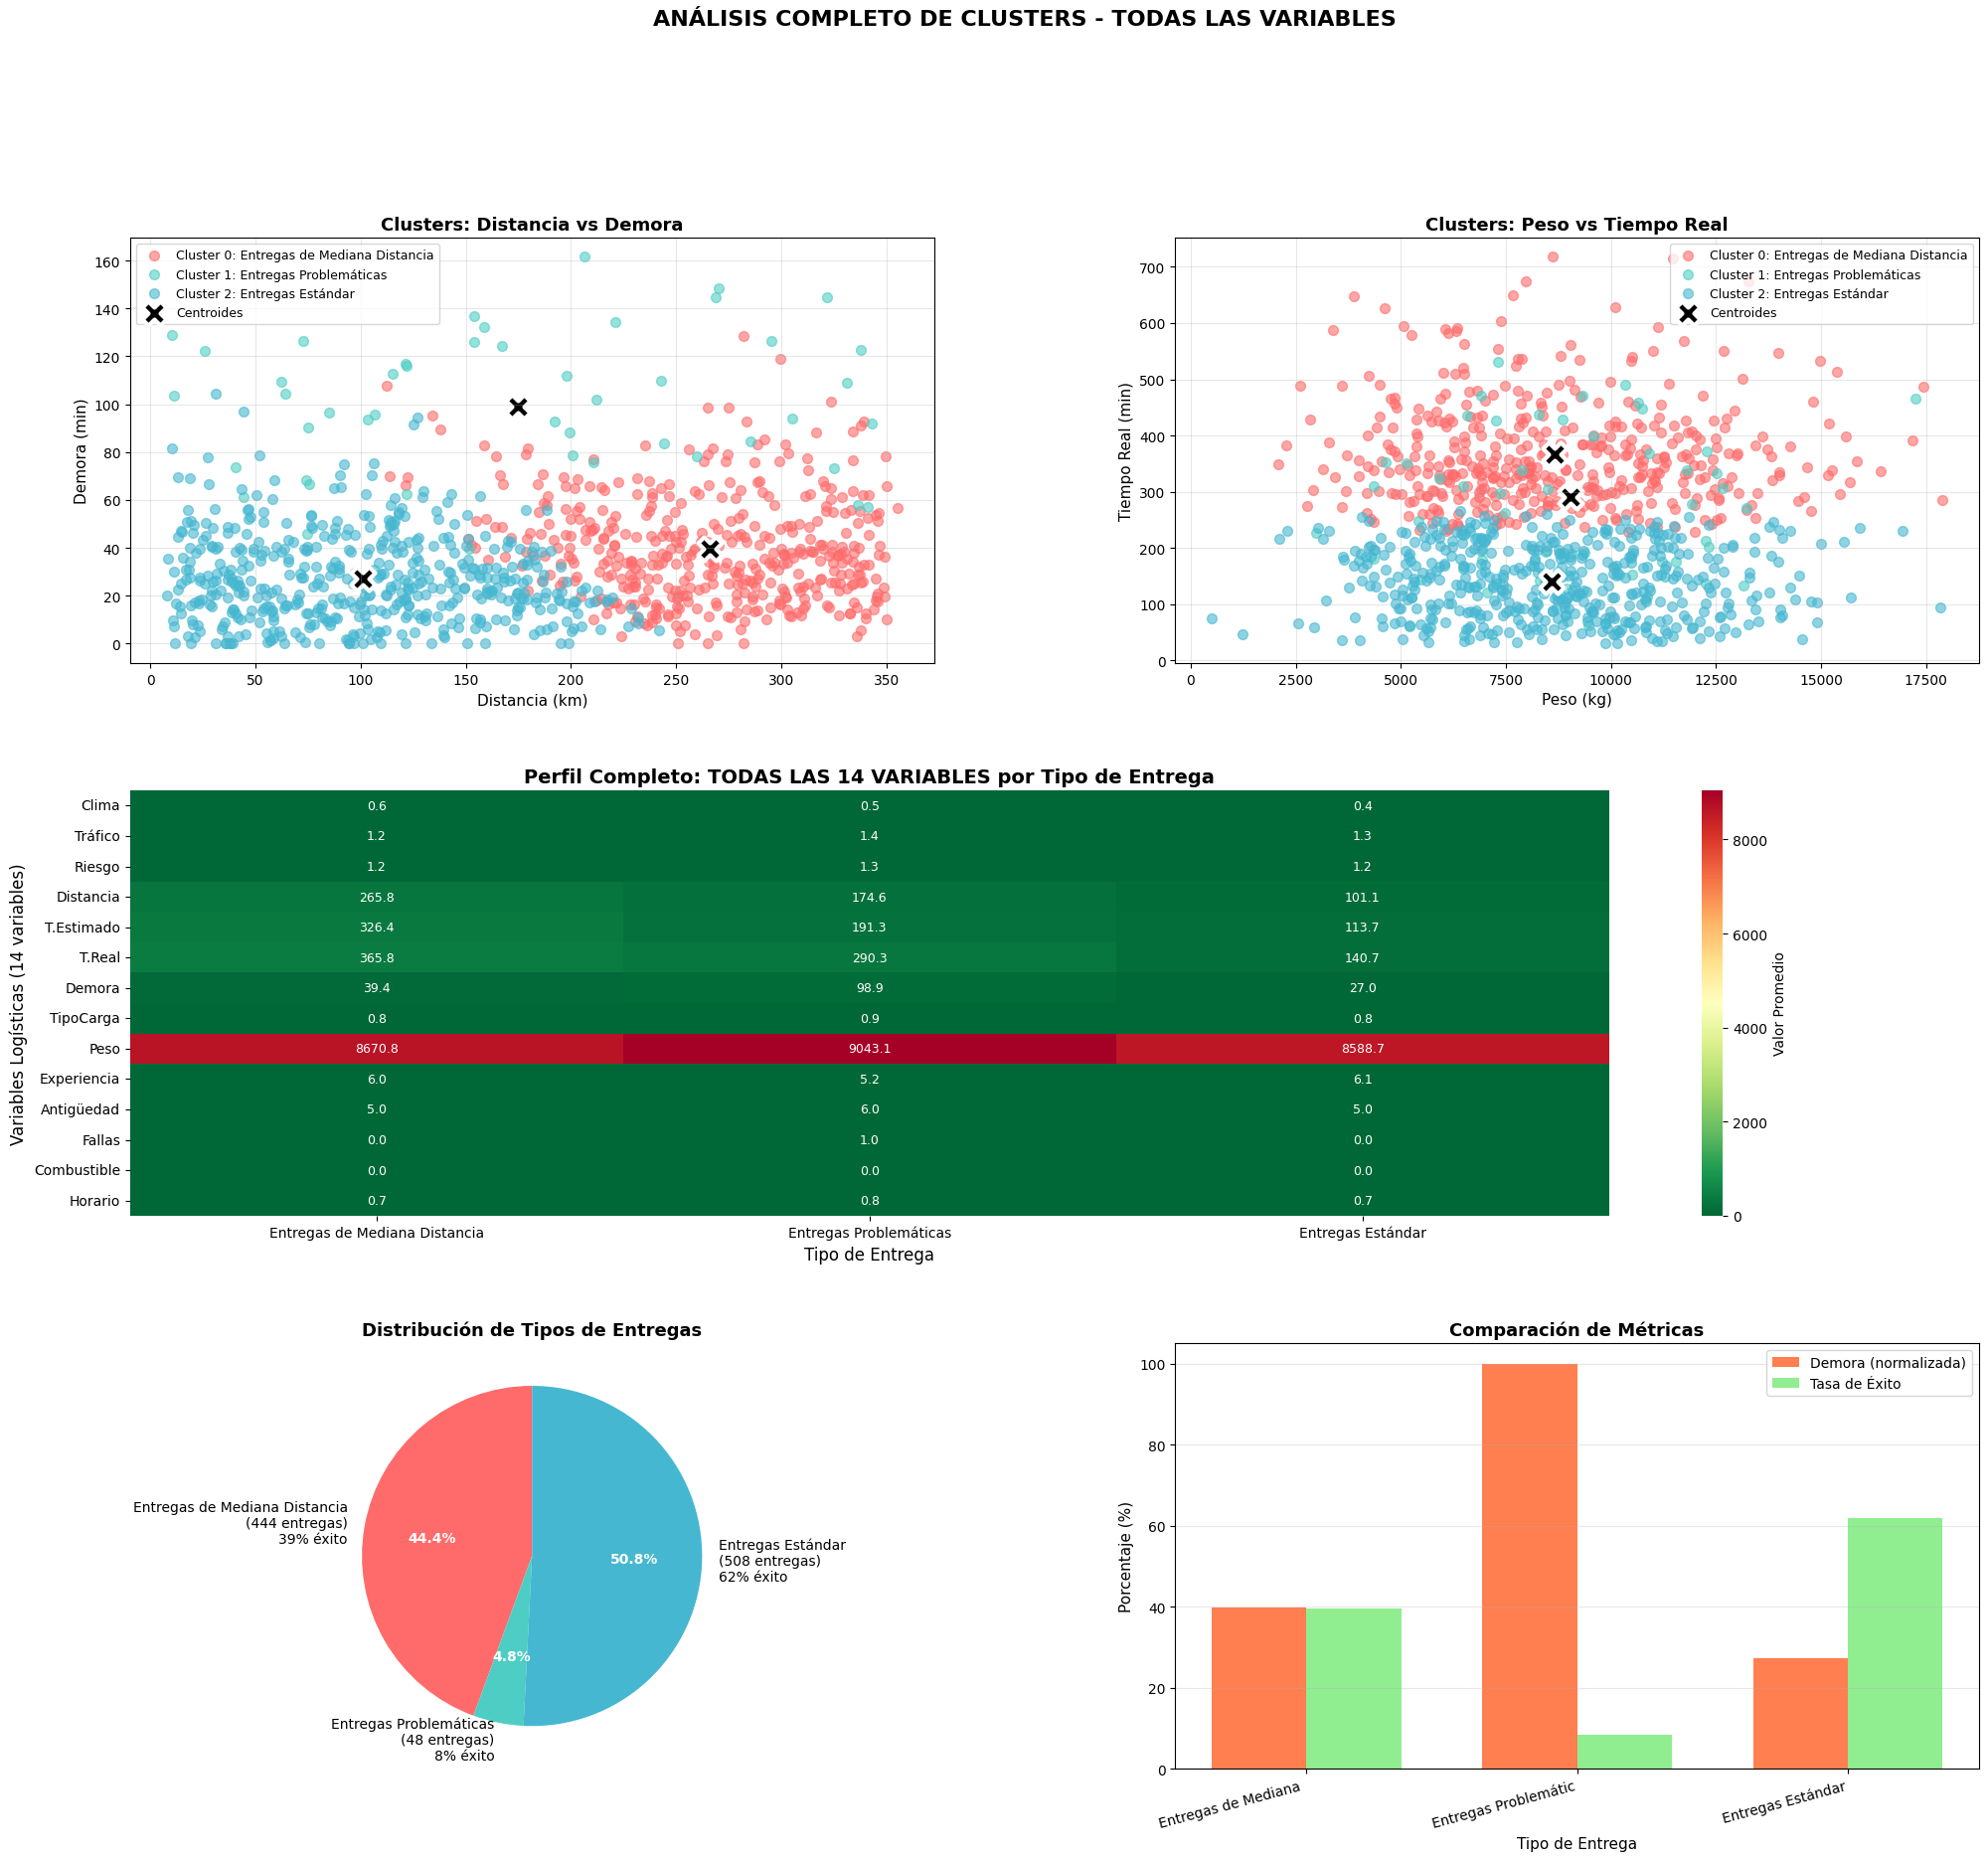 ANÁLISIS COMPLETO DE CLUSTERS - TODAS LAS VARIABLES
Clusters: Distancia vs Demora
Cluster 0: Entregas de Mediana Distancia
Cluster 1: Entregas Problemáticas
Cluster 2: Entregas Estándar
Centroides
160
140
120
100
80
60
40
20
0
Demora (min)
0 50 100 150 200 250 300 350
Distancia (km)
Clusters: Peso vs Tiempo Real
Cluster 0: Entregas de Mediana Distancia
Cluster 1: Entregas Problemáticas
Cluster 2: Entregas Estándar
Centroides
700
600
500
400
300
200
100
0
Tiempo Real (min)
0 2500 5000 7500 10000 12500 15000 17500
Peso (kg)
Perfil Completo: TODAS LAS 14 VARIABLES por Tipo de Entrega
Variables Logísticas (14 variables)
Clima 0.6 0.5 0.4
Tráfico 1.2 1.4 1.3
Riesgo 1.2 1.3 1.2
Distancia 265.8 174.6 101.1
T.Estimado 326.4 191.3 113.7
T.Real 365.8 290.3 140.7
Demora 39.4 98.9 27.0
TipoCarga 0.8 0.9 0.8
Peso 8670.8 9043.1 8588.7
Experiencia 6.0 5.2 6.1
Antigüedad 5.0 6.0 5.0
Fallas 0.0 1.0 0.0
Combustible 0.0 0.0 0.0
Horario 0.7 0.8 0.7
Entregas de Mediana Distancia Entregas Problemáticas Entregas Estándar
Tipo de Entrega
8000
6000
4000
2000
0
Valor Promedio
Distribución de Tipos de Entregas
Entregas de Mediana Distancia
(444 entregas)
39% éxito
44.4%
50.8%
Entregas Estándar
(508 entregas)
62% éxito
4.8%
Entregas Problemáticas
(48 entregas)
8% éxito
Comparación de Métricas
Demora (normalizada)
Tasa de Éxito
100
80
60
40
20
0
Porcentaje (%)
Entregas de Mediana
Entregas Problemátic
Entregas Estándar
Tipo de Entrega